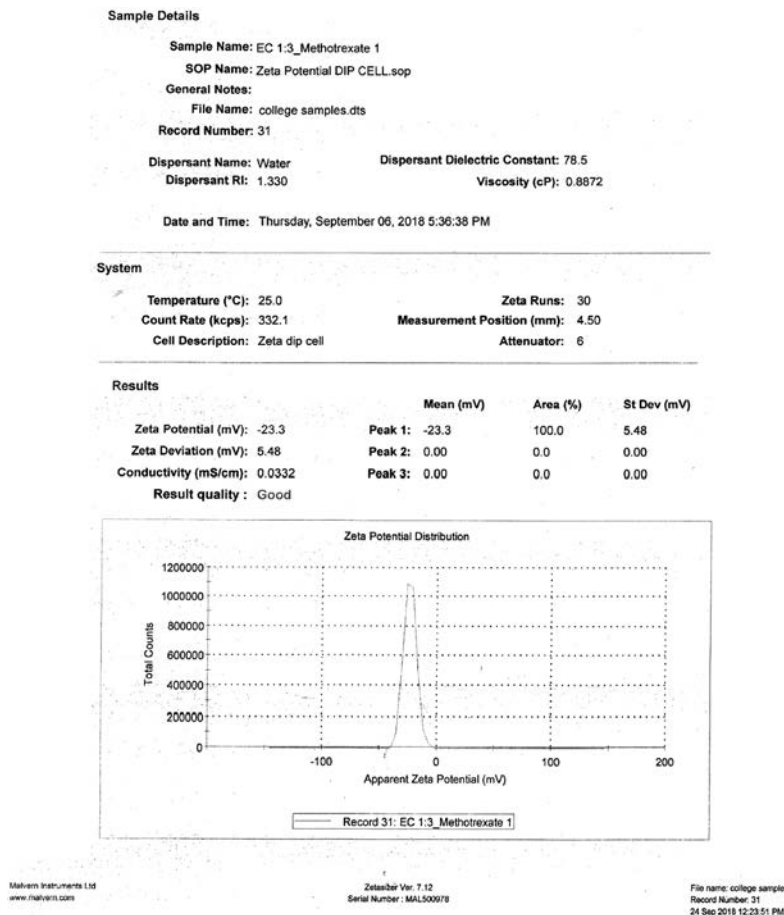 Sample Details
Sample Name: EC 1:3_Methotrexate 1
SOP Name: Zeta Potential DIP CELL.sop
General Notes:
File Name: college samples.dts
Record Number: 31
Dispersant Name: Water Dispersant Dielectric Constant: 78.5
Dispersant RI: 1.330 Viscosity (cP): 0.8872
Date and Time: Thursday, September 06, 2018 5:36:38 PM
System
Temperature (°C): 25.0 Zeta Runs: 30
Count Rate (kcps): 332.1 Measurement Position (mm): 4.50
Cell Description: Zeta dip cell Attenuator: 6
Results
Mean (mV) Area (%) St Dev (mV)
Zeta Potential (mV): -23.3 Peak 1: -23.3 100.0 5.48
Zeta Deviation (mV): 5.48 Peak 2: 0.00 0.0 0.00
Conductivity (mS/cm): 0.0332 Peak 3: 0.00 0.0 0.00
Result quality : Good
Zeta Potential Distribution
Total Counts
1200000
1000000
800000
600000
400000
200000
0
-100 0 100 200
Apparent Zeta Potential (mV)
Record 31: EC 1:3_Methotrexate 1
Malvern Instruments Ltd
www.malvern.com
Zetasizer Ver. 7.12
Serial Number : MAL500978
File name: college sample
Record Number: 31
24 Sep 2018 12:23:51 PM